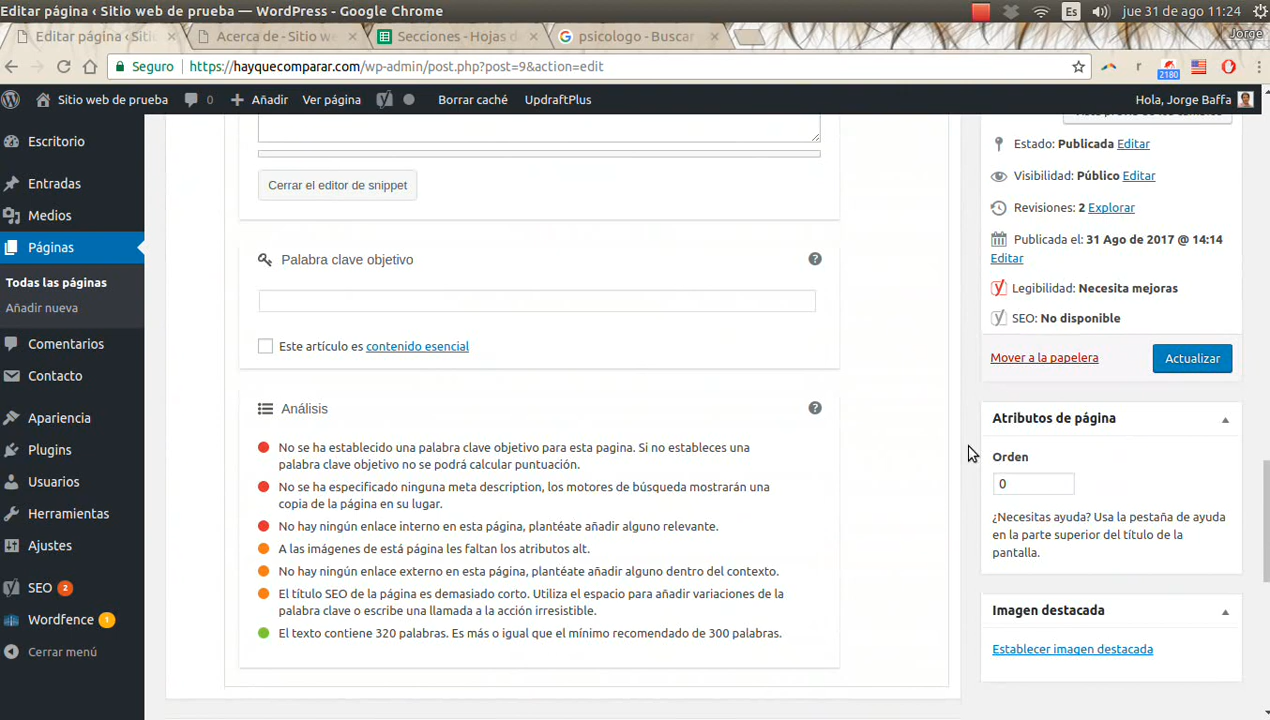 Editar página ‹ Sitio web de prueba — WordPress - Google Chrome
Es
jue 31 de ago 11:24
Editar página ‹ Siti
Acerca de - Sitio we
Secciones - Hojas d
psicologo - Buscar
Jorge
Seguro
https://hayquecomparar.com/wp-admin/post.php?post=9&action=edit
r
2180
Sitio web de prueba
0
Añadir
Ver página
Borrar caché
UpdraftPlus
Hola, Jorge Baffa
Escritorio
Entradas
Medios
Páginas
Todas las páginas
Añadir nueva
Comentarios
Contacto
Apariencia
Plugins
Usuarios
Herramientas
Ajustes
SEO 2
Wordfence 1
Cerrar menú
Cerrar el editor de snippet
Palabra clave objetivo
Este artículo es contenido esencial
Análisis
No se ha establecido una palabra clave objetivo para esta pagina. Si no estableces una
palabra clave objetivo no se podrá calcular puntuación.
No se ha especificado ninguna meta description, los motores de búsqueda mostrarán una
copia de la página en su lugar.
No hay ningún enlace interno en esta página, plantéate añadir alguno relevante.
A las imágenes de está página les faltan los atributos alt.
No hay ningún enlace externo en esta página, plantéate añadir alguno dentro del contexto.
El título SEO de la página es demasiado corto. Utiliza el espacio para añadir variaciones de la
palabra clave o escribe una llamada a la acción irresistible.
El texto contiene 320 palabras. Es más o igual que el mínimo recomendado de 300 palabras.
Estado: Publicada Editar
Visibilidad: Público Editar
Revisiones: 2 Explorar
Publicada el: 31 Ago de 2017 @ 14:14
Editar
Legibilidad: Necesita mejoras
SEO: No disponible
Mover a la papelera
Actualizar
Atributos de página
Orden
0
¿Necesitas ayuda? Usa la pestaña de ayuda
en la parte superior del título de la
pantalla.
Imagen destacada
Establecer imagen destacada